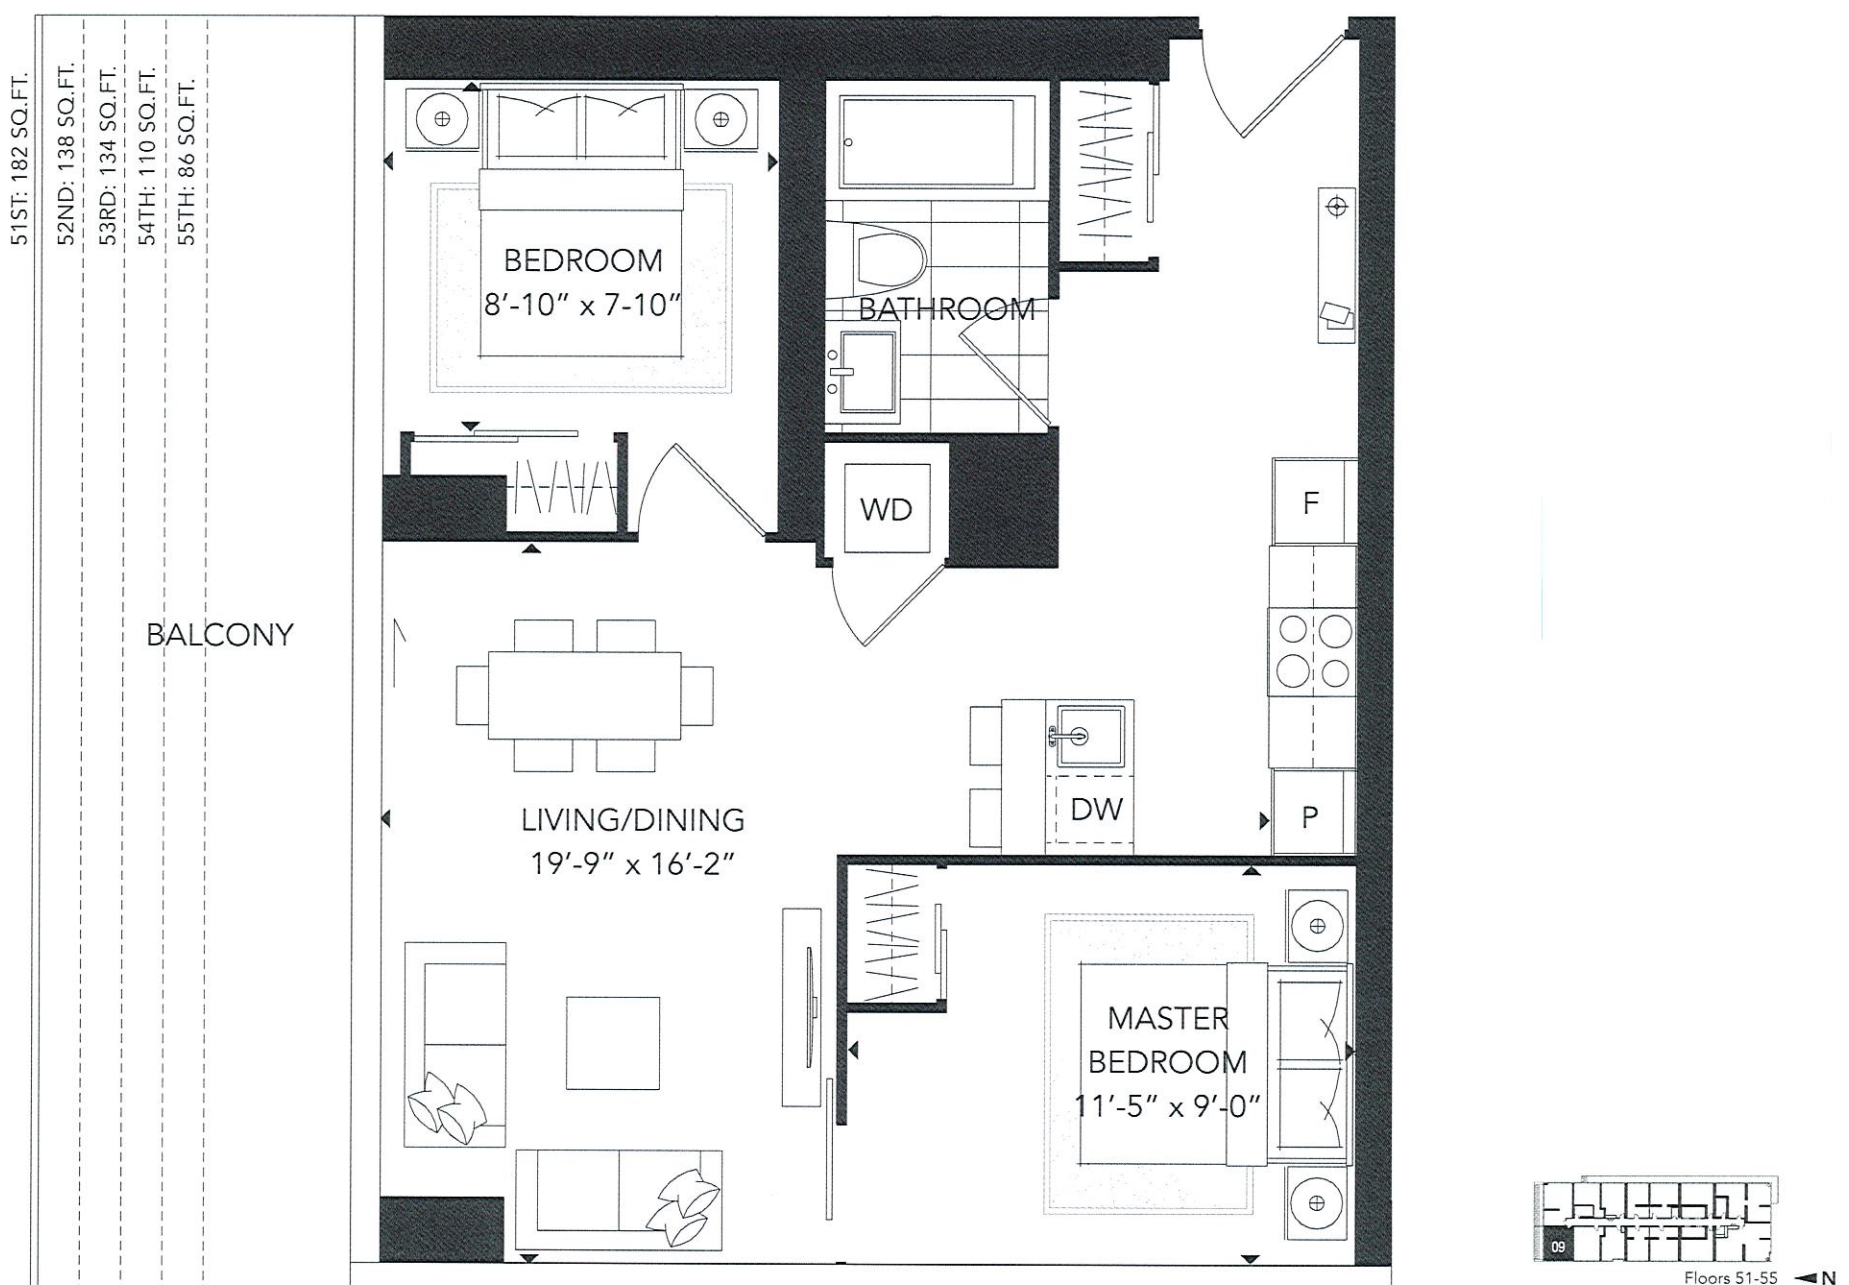 51ST: 182 SQ.FT.
52ND: 138 SQ.FT.
53RD: 134 SQ.FT.
54TH: 110 SQ.FT.
55TH: 86 SQ.FT.
BALCONY
BEDROOM
8'-10" x 7-10"
BATHROOM
WD
F
LIVING/DINING
19'-9" x 16'-2"
DW
P
MASTER
BEDROOM
11'-5" x 9'-0"
09
Floors 51-55
N